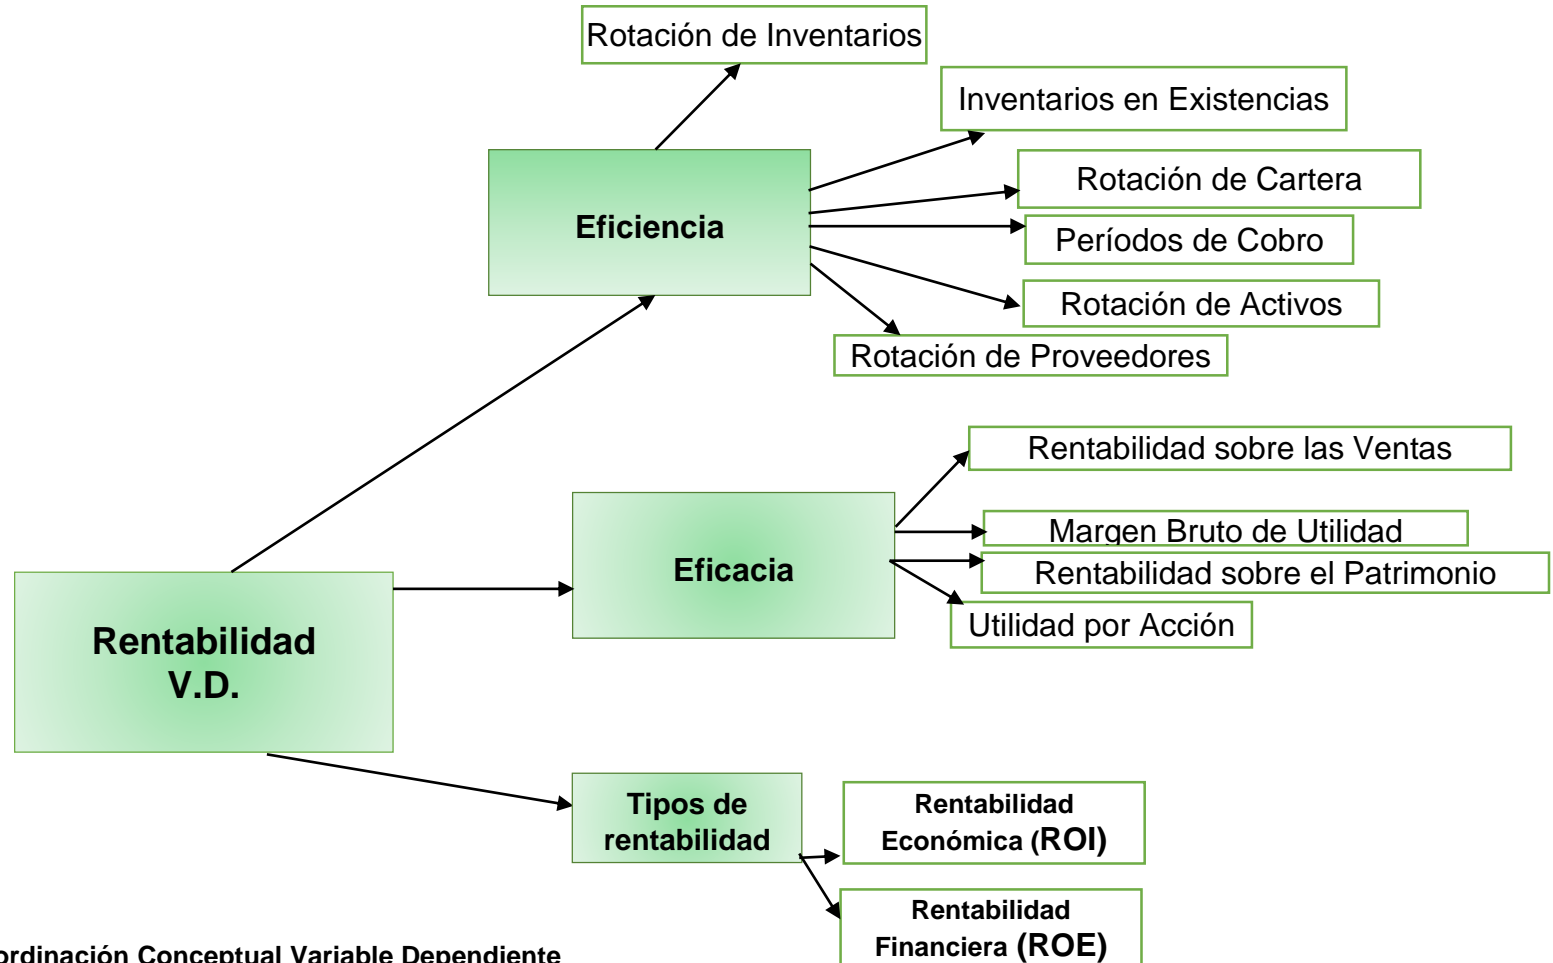 Rotación de Inventarios
Inventarios en Existencias
Rotación de Cartera
Eficiencia
Períodos de Cobro
Rotación de Activos
Rotación de Proveedores
Rentabilidad sobre las Ventas
Margen Bruto de Utilidad
Eficacia
Rentabilidad sobre el Patrimonio
Utilidad por Acción
Rentabilidad
V.D.
Tipos de
rentabilidad
Rentabilidad
Económica (ROI)
Rentabilidad
Financiera (ROE)
ordinación Conceptual Variable Dependiente